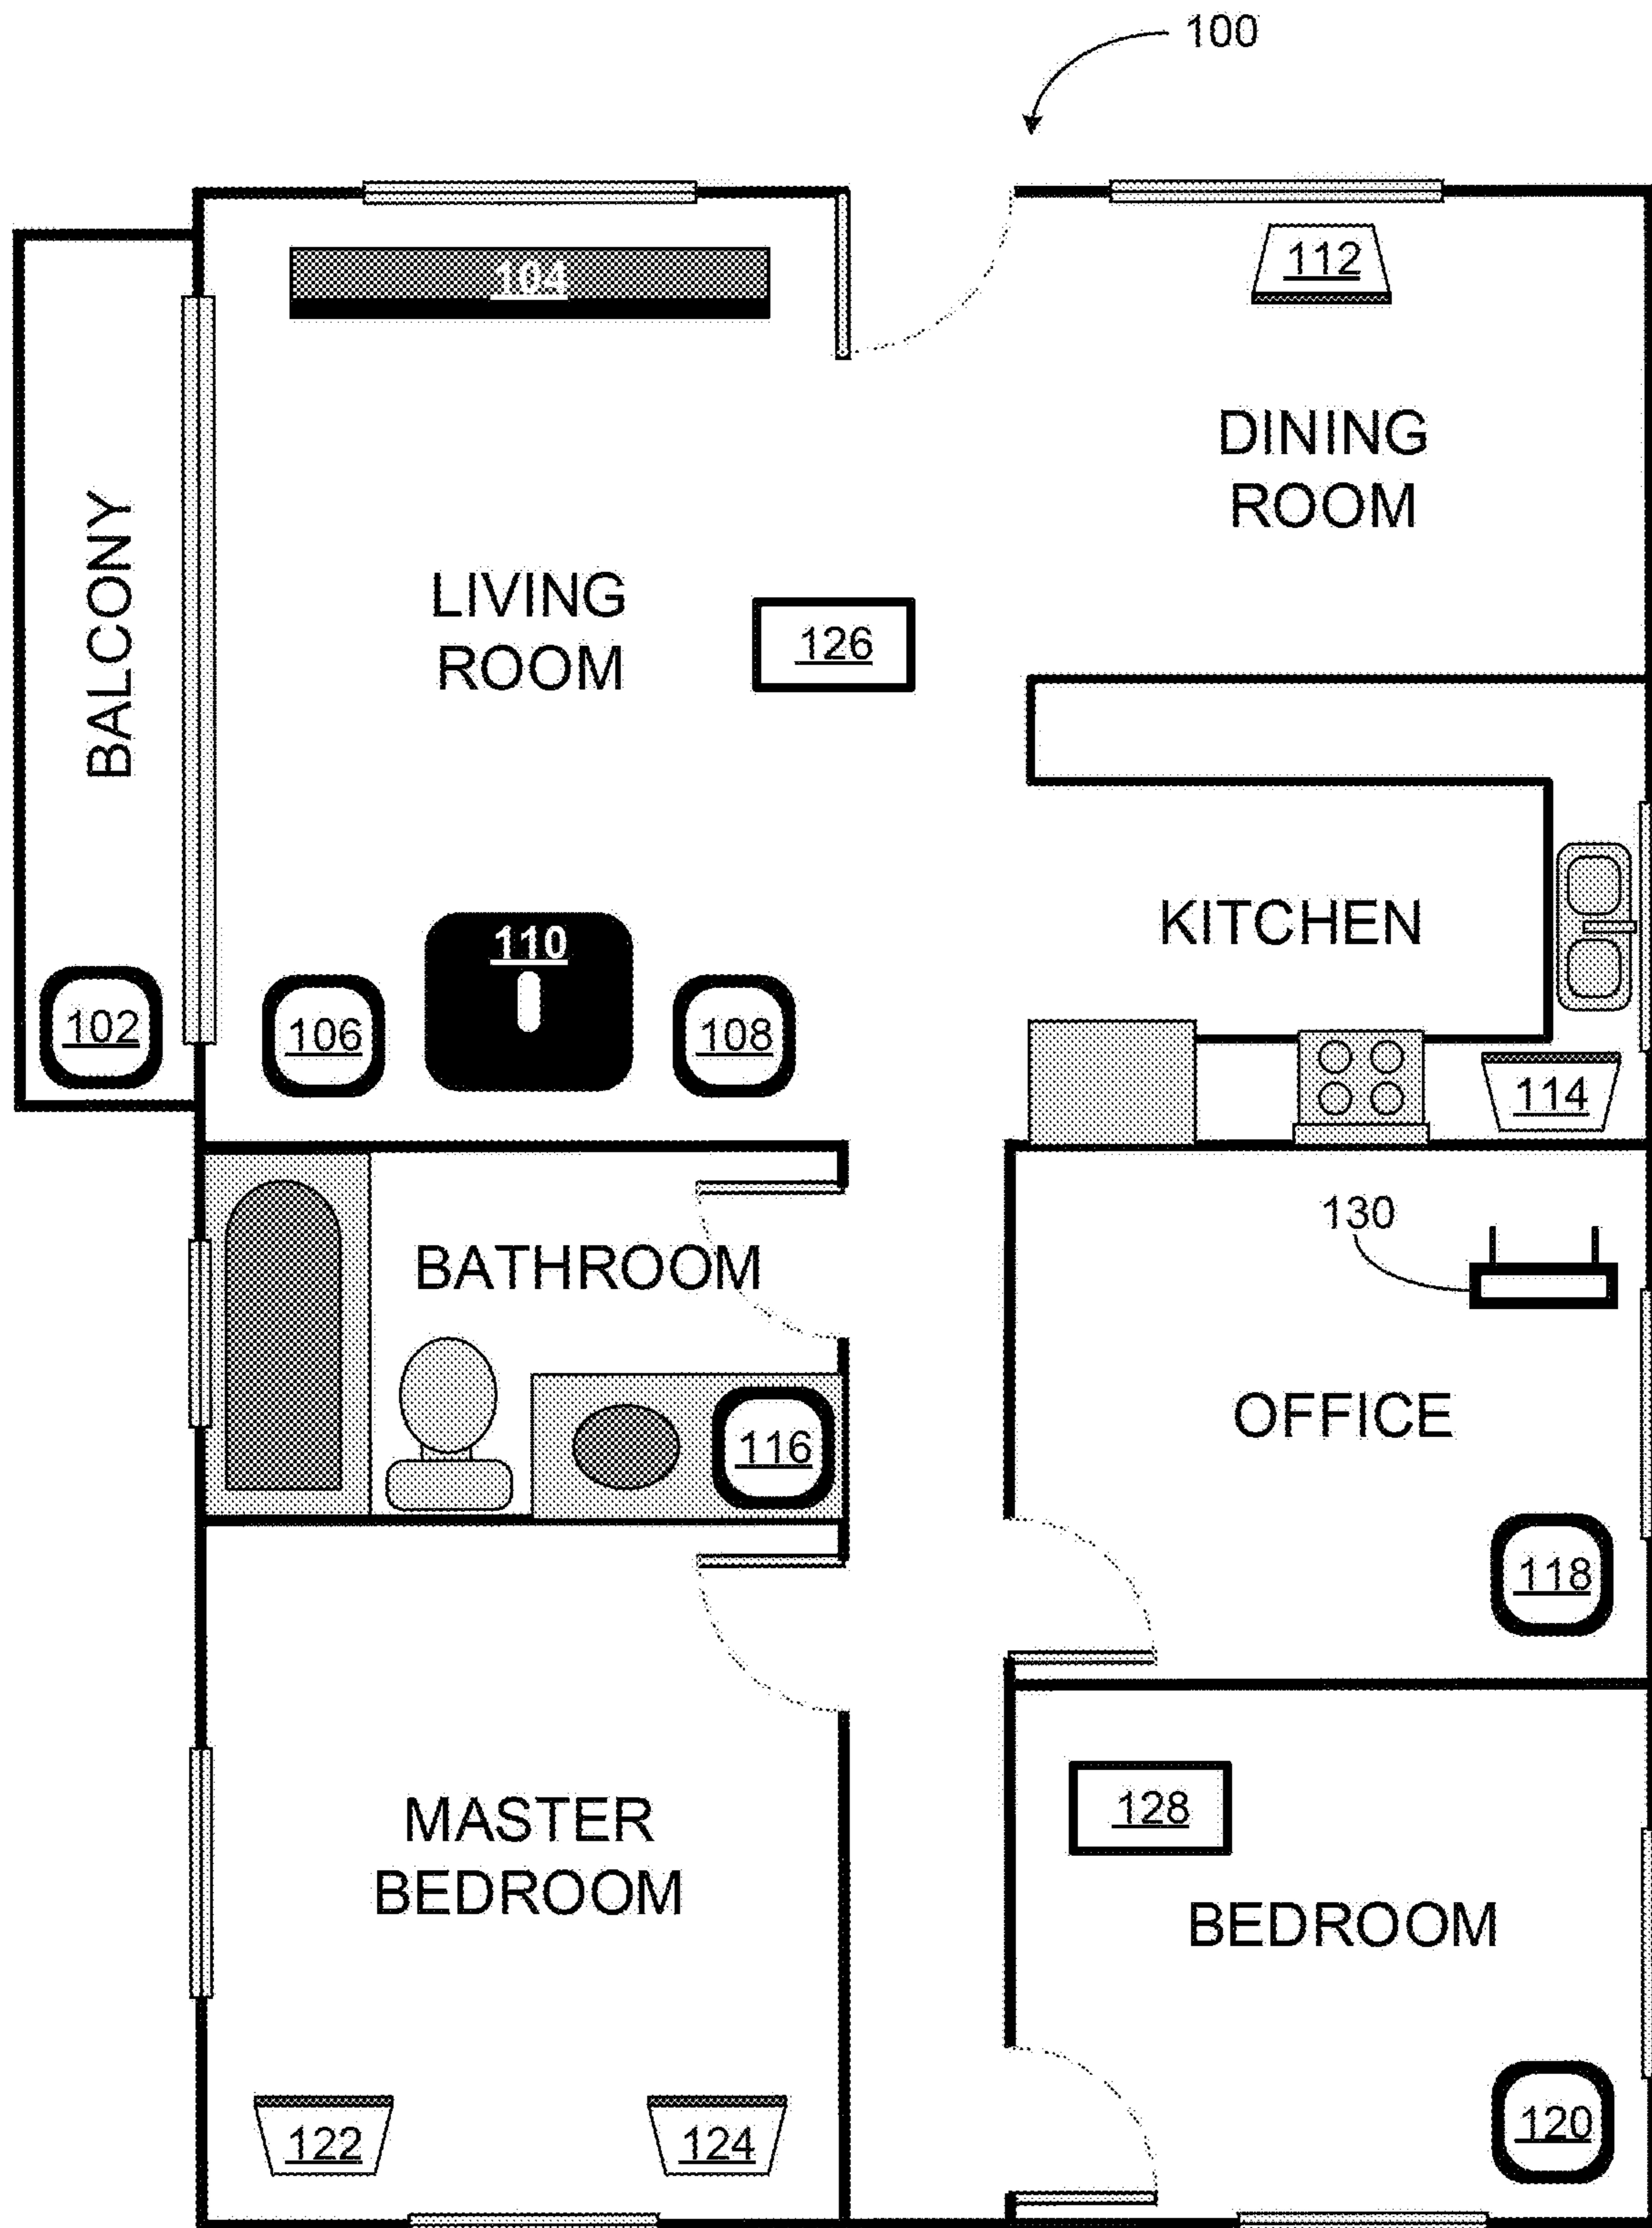 100
104
112
DINING
ROOM
BALCONY
LIVING
ROOM
126
KITCHEN
110
102
106
108
114
130
BATHROOM
OFFICE
116
118
MASTER
BEDROOM
128
BEDROOM
122
124
120